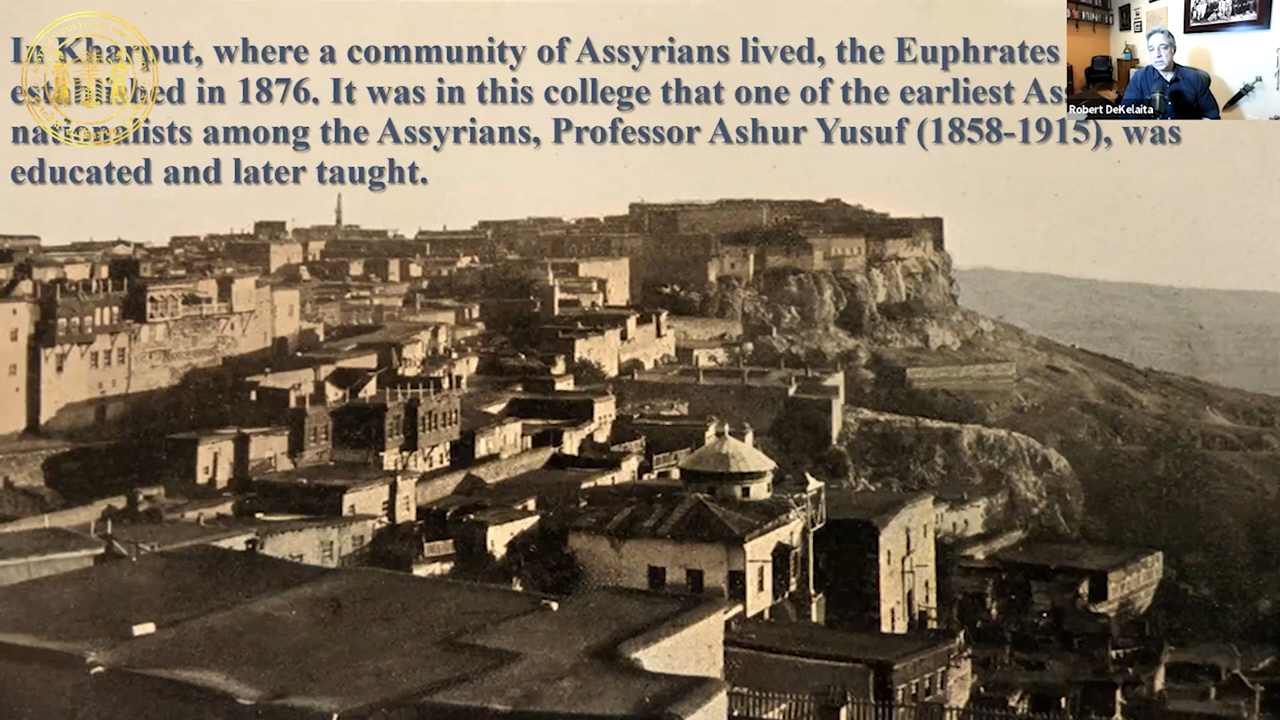 In Kharput, where a community of Assyrians lived, the Euphrates
established in 1876. It was in this college that one of the earliest
nationalists among the Assyrians, Professor Ashur Yusuf (1858-1915), was
educated and later taught.
Robert DeKelaita